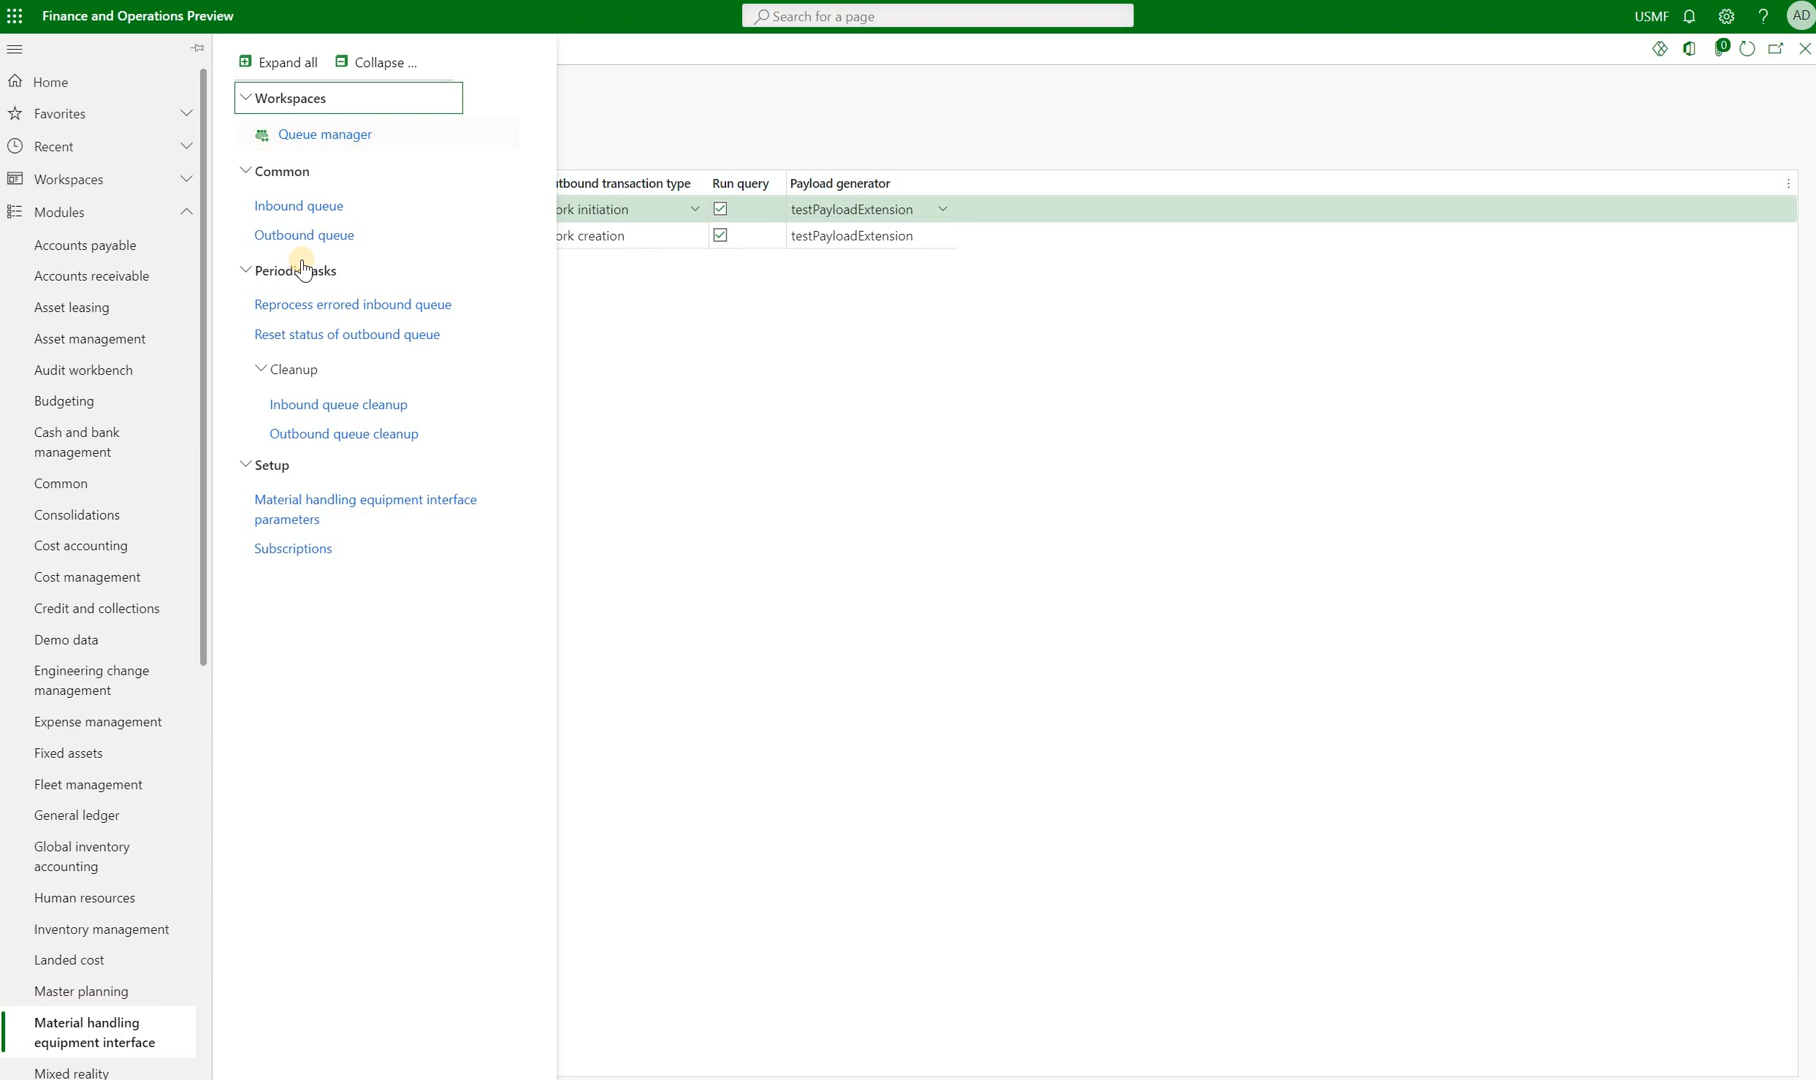 Finance and Operations Preview
Search for a page
USMF
?
AD
0
Home
Favorites
Recent
Workspaces
Modules
Accounts payable
Accounts receivable
Asset leasing
Asset management
Audit workbench
Budgeting
Cash and bank
management
Common
Consolidations
Cost accounting
Cost management
Credit and collections
Demo data
Engineering change
management
Expense management
Fixed assets
Fleet management
General ledger
Global inventory
accounting
Human resources
Inventory management
Landed cost
Master planning
Material handling
equipment interface
Mixed reality
Expand all Collapse ...
Workspaces
Queue manager
Common
Inbound queue
Outbound queue
Reprocess errored inbound queue
Reset status of outbound queue
Cleanup
Inbound queue cleanup
Outbound queue cleanup
Setup
Material handling equipment interface
parameters
Subscriptions
transaction type Run query Payload generator
initiation testPayloadExtension
creation testPayloadExtension